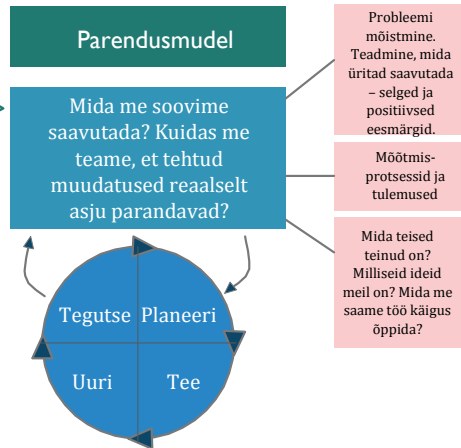 Parendusmudel
Mida me soovime
saavutada? Kuidas me
teame, et tehtud
muudatused reaalselt
asju parandavad?
Probleemi
mõistmine.
Teadmine, mida
üritad saavutada
– selged ja
positiivsed
eesmärgid.
Mõõtmis-
protsessid ja
tulemused
Mida teised
teinud on?
Milliseid ideid
meil on? Mida me
saame töö käigus
õppida?
Tegutse
Planeeri
Uuri
Tee